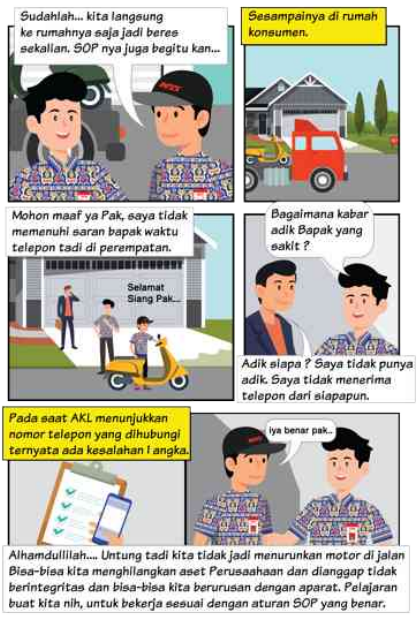 Sudahlah... kita langsung
ke rumahnya saja jadi beres
sekalian. SOP nya juga begitu kan...
Sesampainya di rumah
konsumen.
Mohon maaf ya Pak, saya tidak
memenuhi saran bapak waktu
telepon tadi di perempatan.
Selamat
Siang Pak...
Bagaimana kabar
adik Bapak yang
sakit ?
Adik siapa ? Saya tidak punya
adik. Saya tidak menerima
telepon dari siapapun.
Pada saat AKL menunjukkan
nomor telepon yang dihubungi
ternyata ada kesalahan 1 angka.
iya benar pak..
Alhamdulllilah.... Untung tadi kita tidak jadi menurunkan motor di jalan
Bisa-bisa kita menghilangkan aset Perusaahaan dan dianggap tidak
berintegritas dan bisa-bisa kita berurusan dengan aparat. Pelajaran
buat kita nih, untuk bekerja sesuai dengan aturan SOP yang benar.